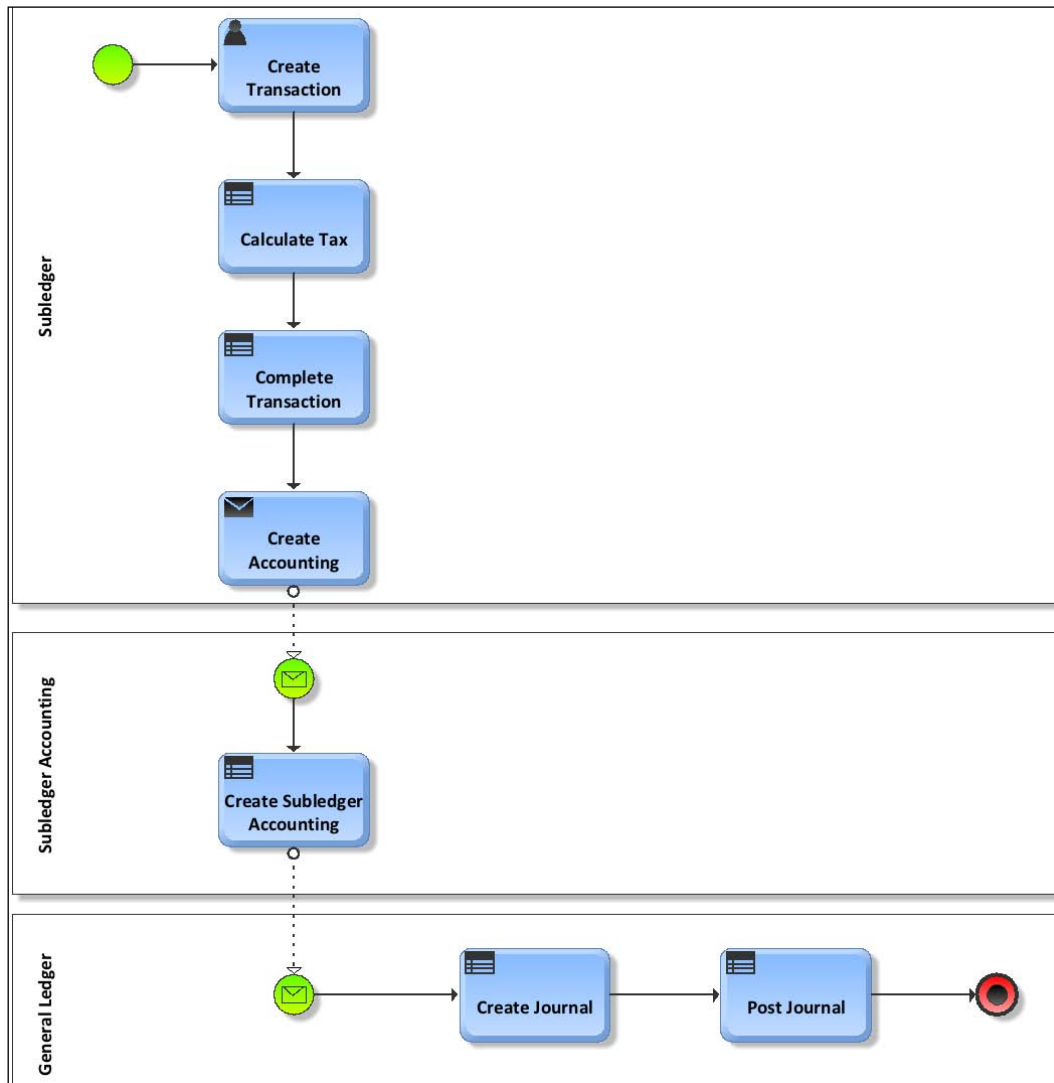 Subledger
Create
Transaction
Calculate Tax
Complete
Transaction
Create
Accounting
Subledger Accounting
Create Subledger
Accounting
General Ledger
Create Journal
Post Journal